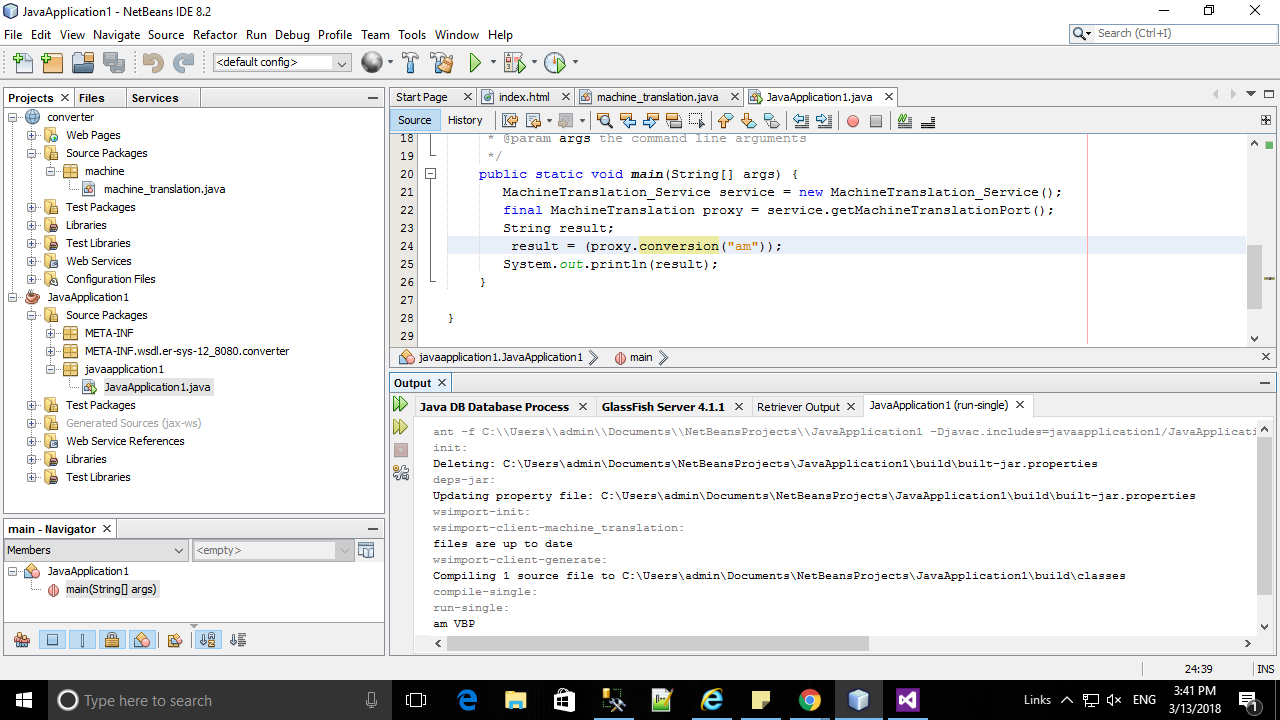 JavaApplication1 - NetBeans IDE 8.2
File Edit View Navigate Source Refactor Run Debug Profile Team Tools Window Help
Search (Ctrl+I)
<default config>
Projects Files Services
converter
Web Pages
Source Packages
machine
machine_translation.java
Test Packages
Libraries
Test Libraries
Web Services
Configuration Files
JavaApplication1
Source Packages
META-INF
META-INF.wsdl.er-sys-12_8080.converter
javaapplication1
JavaApplication1.java
Test Packages
Generated Sources (jax-ws)
Web Service References
Libraries
Test Libraries
main - Navigator
Members <empty>
JavaApplication1
main(String[] args)
Start Page index.html machine_translation.java JavaApplication1.java
Source History
18 * @param args the command line arguments
19 */
20 public static void main(String[] args) {
21 MachineTranslation_Service service = new MachineTranslation_Service();
22 final MachineTranslation proxy = service.getMachineTranslationPort();
23 String result;
24 result = (proxy.conversion("am"));
25 System.out.println(result);
26 }
27
28 }
29
javaapplication1.JavaApplication1 main
Output
Java DB Database Process GlassFish Server 4.1.1 Retriever Output JavaApplication1 (run-single)
ant -f C:\\Users\\admin\\Documents\\NetBeansProjects\\JavaApplication1 -Djavac.includes=javaapplication1/JavaApplicatio
init:
Deleting: C:\Users\admin\Documents\NetBeansProjects\JavaApplication1\build\built-jar.properties
deps-jar:
Updating property file: C:\Users\admin\Documents\NetBeansProjects\JavaApplication1\build\built-jar.properties
wsimport-init:
wsimport-client-machine_translation:
files are up to date
wsimport-client-generate:
Compiling 1 source file to C:\Users\admin\Documents\NetBeansProjects\JavaApplication1\build\classes
compile-single:
run-single:
am VBP
24:39 INS
Type here to search
Links ENG 3:41 PM
3/13/2018
1